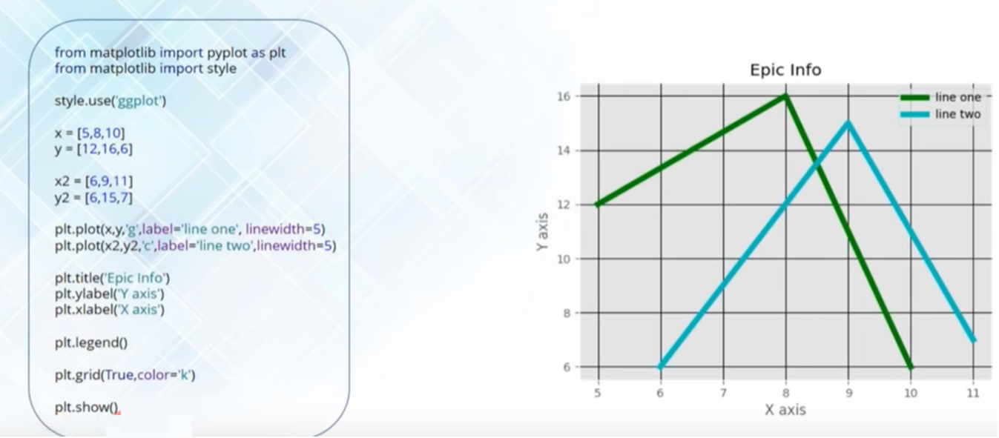 from matplotlib import pyplot as plt
from matplotlib import style
style.use('ggplot')
x = [5,8,10]
y = [12,16,6]
x2 = [6,9,11]
y2 = [6,15,7]
plt.plot(x,y,'g',label='line one', linewidth=5)
plt.plot(x2,y2,'c',label='line two',linewidth=5)
plt.title('Epic Info')
plt.ylabel('Y axis')
plt.xlabel('X axis')
plt.legend()
plt.grid(True,color='k')
plt.show()
Epic Info
line one
line two
16
14
12
10
8
6
Y axis
5 6 7 8 9 10 11
X axis